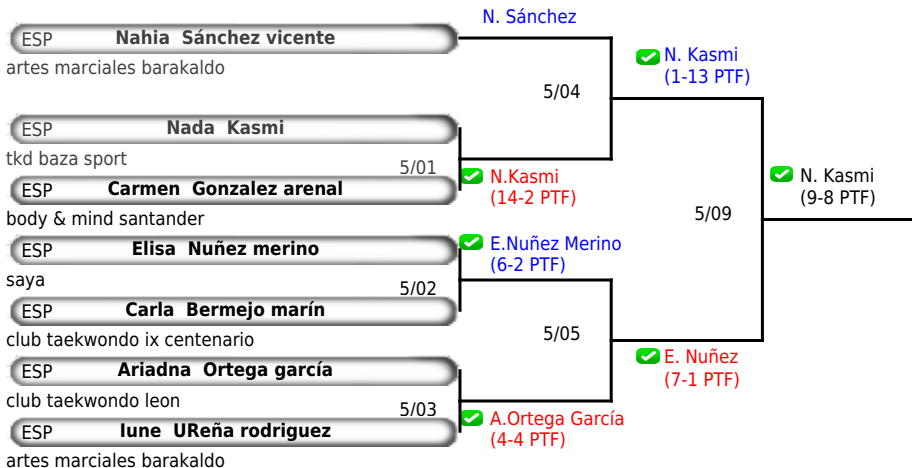 N. Sánchez
ESP Nahia Sánchez vicente
artes marciales barakaldo
N. Kasmi
(1-13 PTF)
5/04
ESP Nada Kasmi
tkd baza sport
5/01
N.Kasmi
(14-2 PTF)
N. Kasmi
(9-8 PTF)
ESP Carmen Gonzalez arenal
body & mind santander
5/09
ESP Elisa Nuñez merino
E.Nuñez Merino
(6-2 PTF)
saya
5/02
ESP Carla Bermejo marín
club taekwondo ix centenario
5/05
ESP Ariadna Ortega garcía
E. Nuñez
(7-1 PTF)
club taekwondo leon
5/03
A.Ortega García
(4-4 PTF)
ESP Iune UReña rodriguez
artes marciales barakaldo